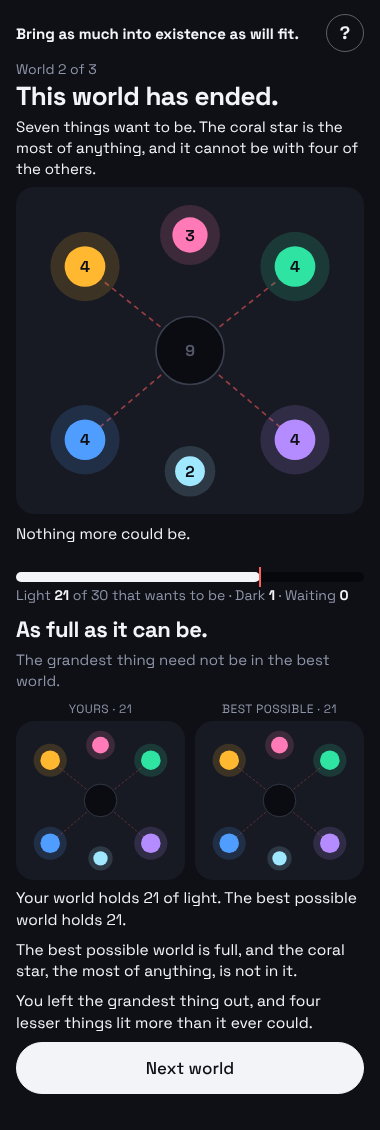 Bring as much into existence as will fit.
?
World 2 of 3
This world has ended.
Seven things want to be. The coral star is the
most of anything, and it cannot be with four of
the others.
3
4
4
9
4
4
2
Nothing more could be.
Light 21 of 30 that wants to be · Dark 1 · Waiting 0
As full as it can be.
The grandest thing need not be in the best
world.
YOURS · 21
BEST POSSIBLE · 21
Your world holds 21 of light. The best possible
world holds 21.
The best possible world is full, and the coral
star, the most of anything, is not in it.
You left the grandest thing out, and four
lesser things lit more than it ever could.
Next world